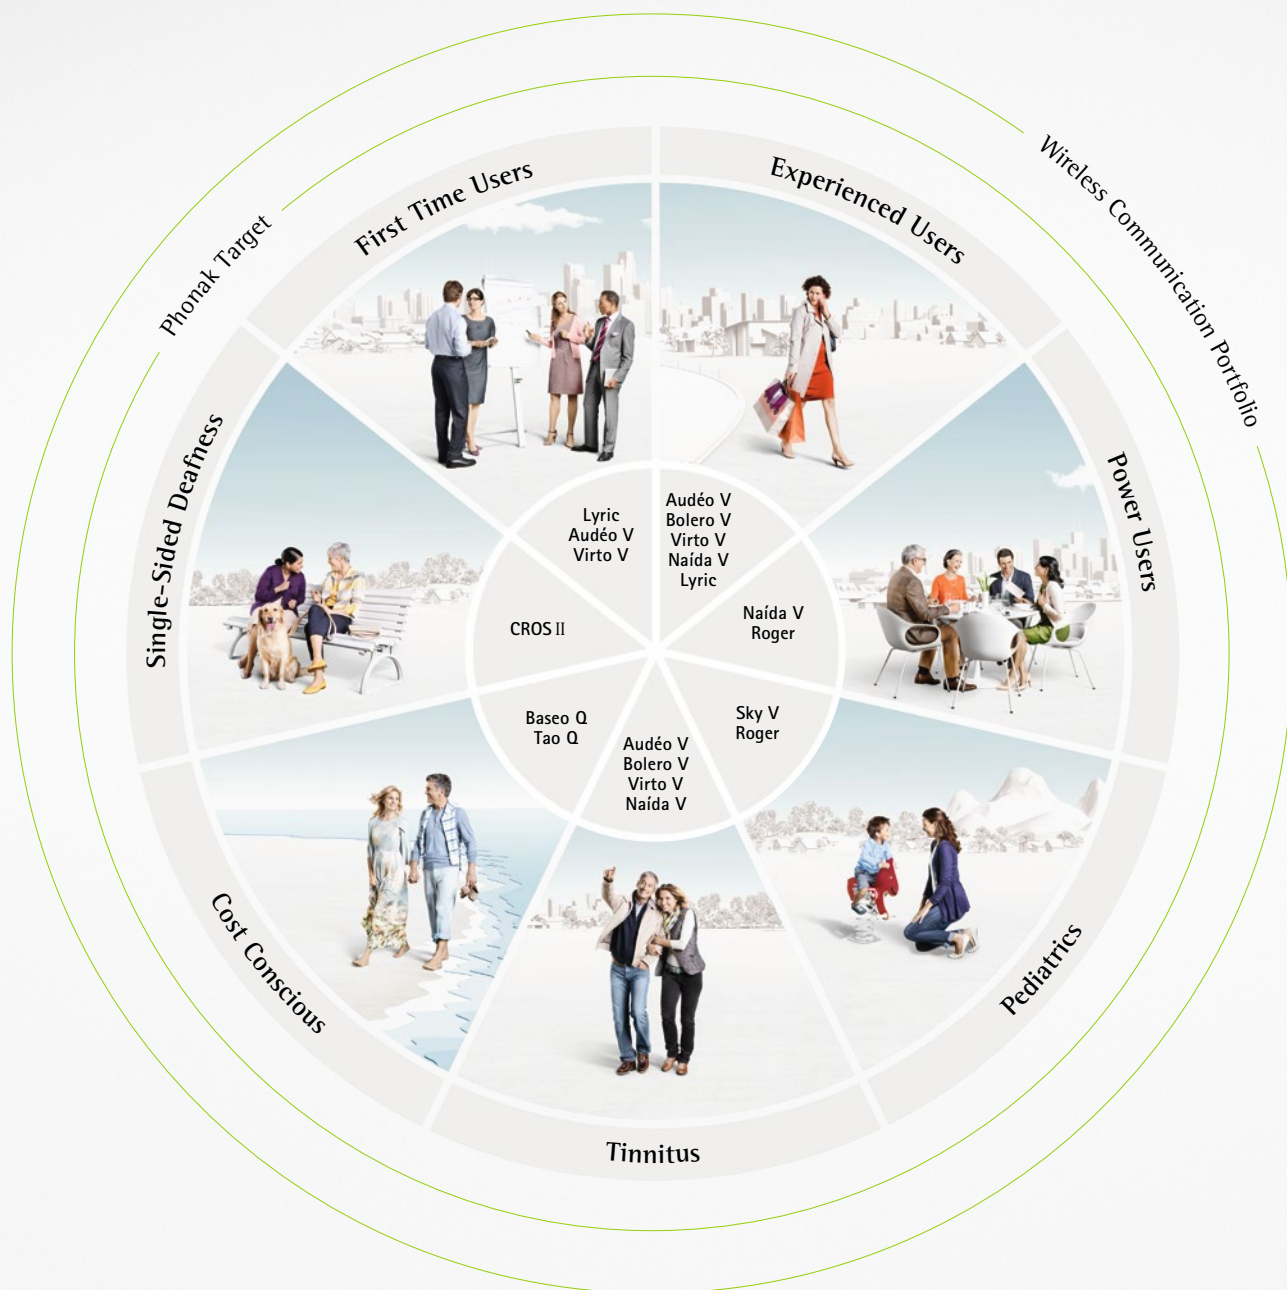 Wireless Communication Portfolio
Phonak Target
First Time Users
Experienced Users
Power Users
Pediatrics
Tinnitus
Cost Conscious
Single-Sided Deafness
Lyric
Audéo V
Virto V
Audéo V
Bolero V
Virto V
Naída V
Lyric
Naída V
Roger
Sky V
Roger
Audéo V
Bolero V
Virto V
Naída V
Baseo Q
Tao Q
CROS II